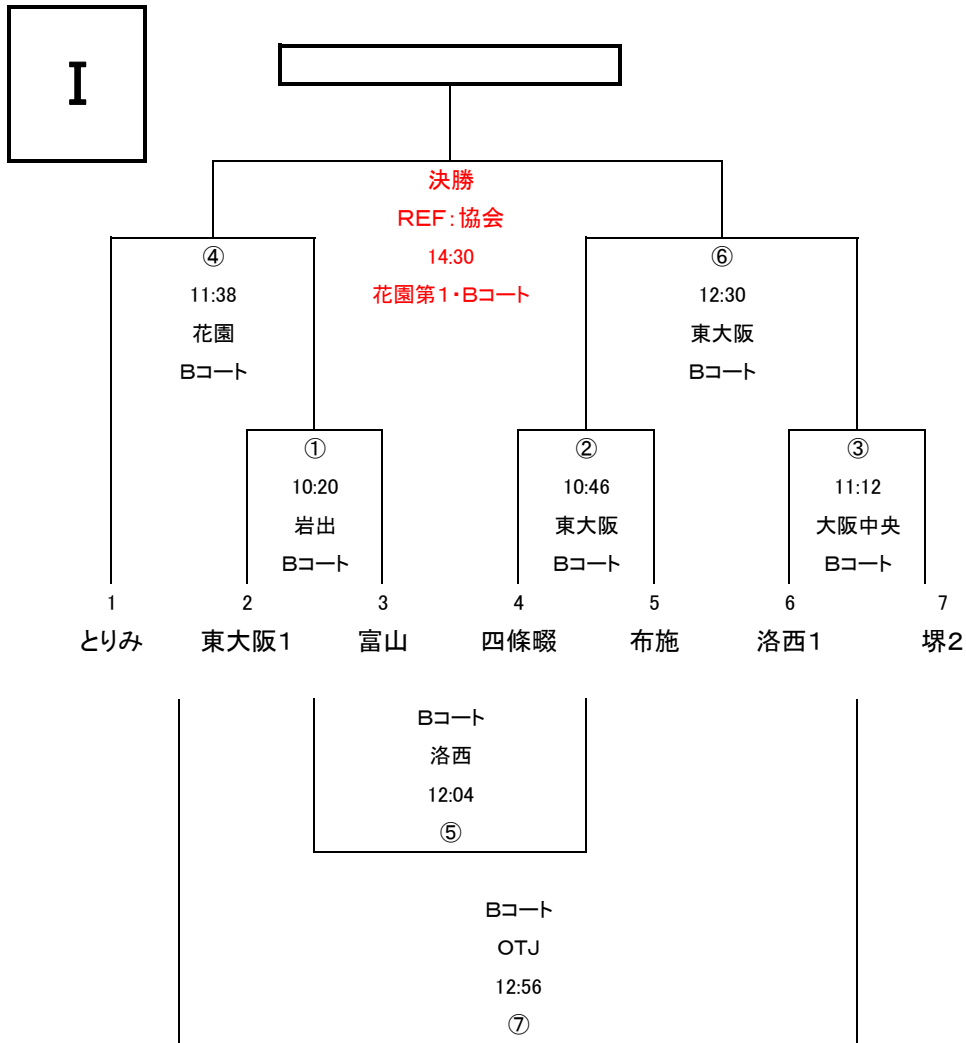 I
決勝
REF:協会
14:30
花園第1・Bコート
④
11:38
花園
Bコート
⑥
12:30
東大阪
Bコート
①
10:20
岩出
Bコート
②
10:46
東大阪
Bコート
③
11:12
大阪中央
Bコート
1 2 3 4 5 6 7
とりみ 東大阪1 富山 四條畷 布施 洛西1 堺2
Bコート
洛西
12:04
⑤
Bコート
OTJ
12:56
⑦